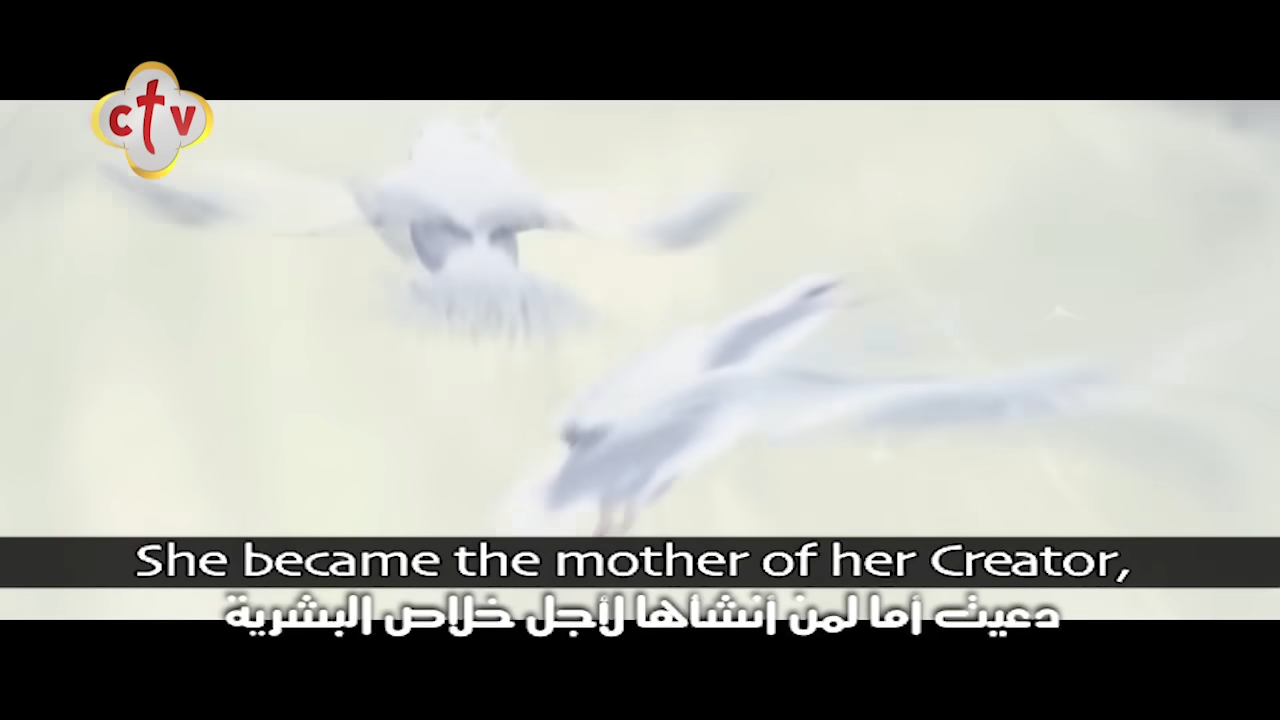 ctv
She became the mother of her Creator,
دعيت أما لمن أنشأها لأجل خلاص البشرية